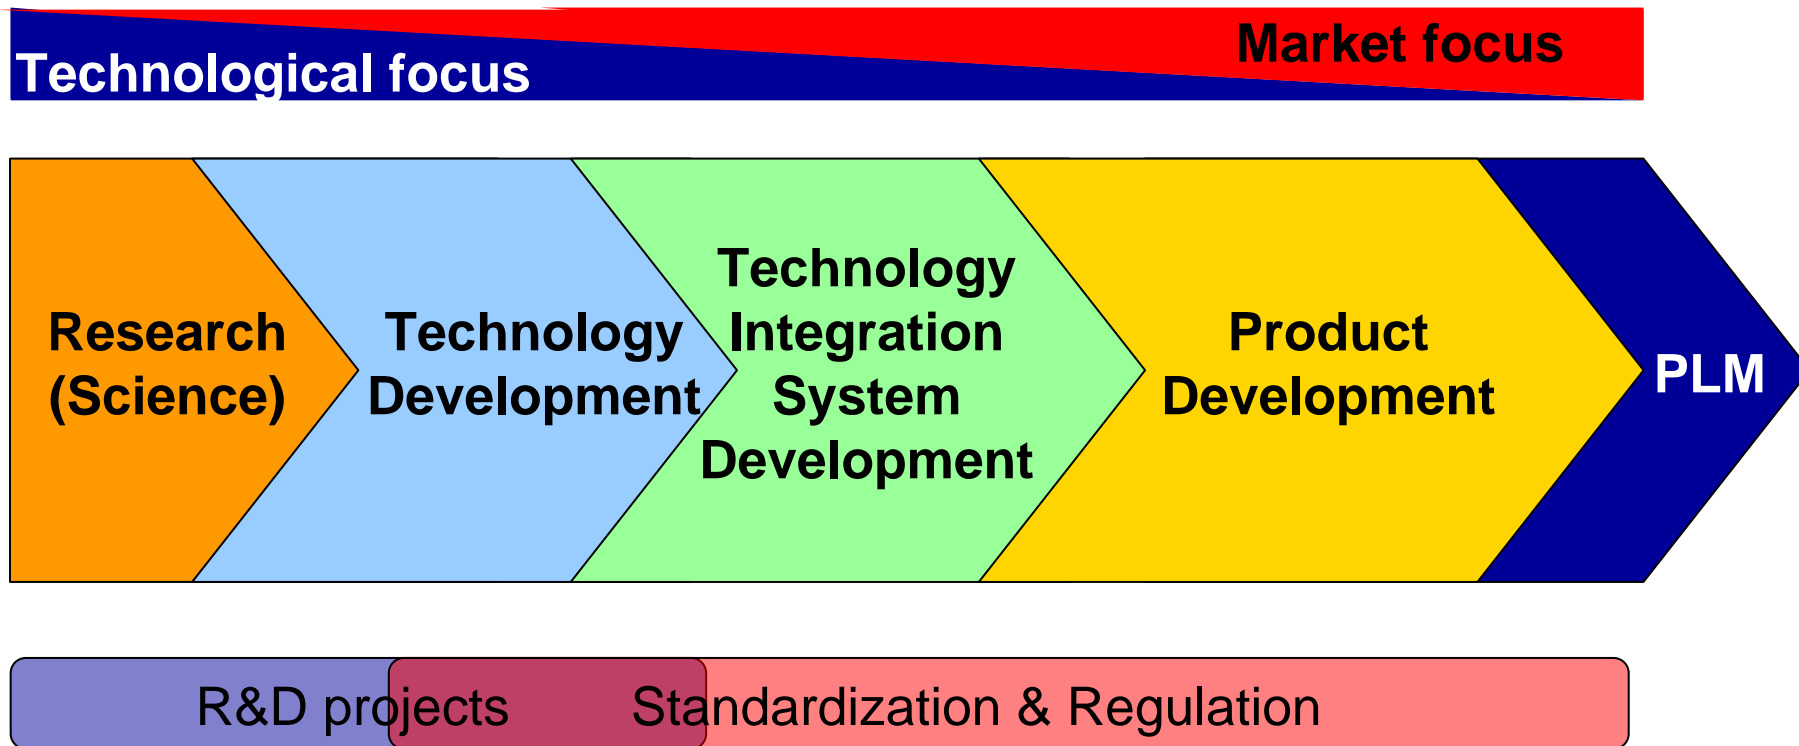 Market focus
Technological focus
Research
(Science)
Technology
Development
Technology
Integration
System
Development
Product
Development
PLM
R&D projects
Standardization & Regulation